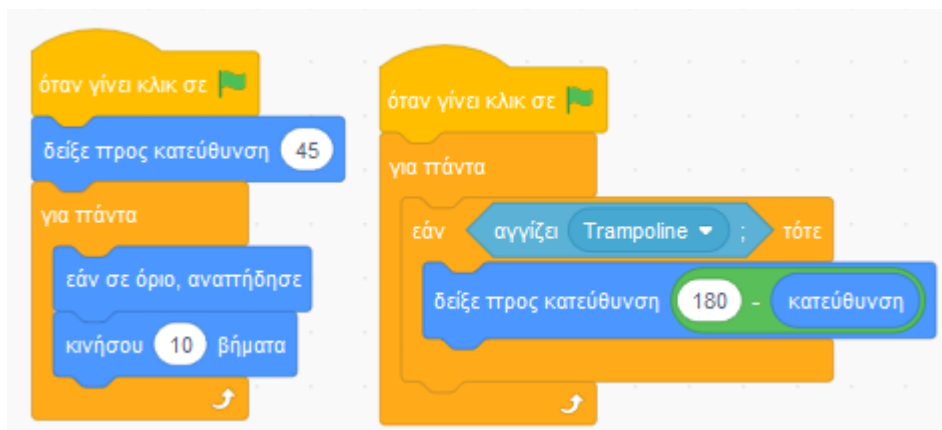 όταν γίνει κλικ σε
δείξε προς κατεύθυνση 45
για πάντα
εάν σε όριο, αναπήδησε
κινήσου 10 βήματα
όταν γίνει κλικ σε
για πάντα
εάν αγγίζει Trampoline ; τότε
δείξε προς κατεύθυνση 180 - κατεύθυνση